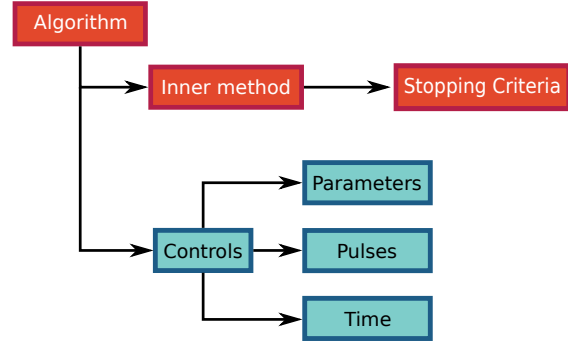 Algorithm
Inner method
Stopping Criteria
Parameters
Controls
Pulses
Time